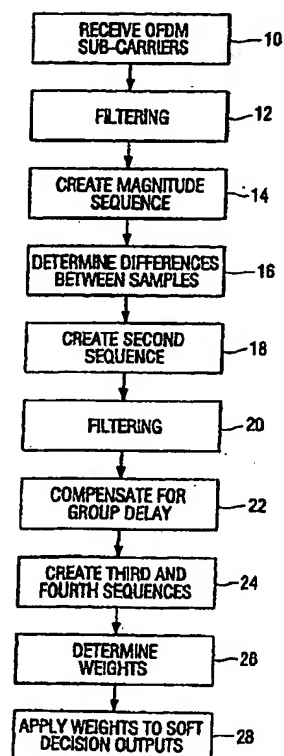 RECEIVE OFDM
SUB-CARRIERS
10
FILTERING
12
CREATE MAGNITUDE
SEQUENCE
14
DETERMINE DIFFERENCES
BETWEEN SAMPLES
16
CREATE SECOND
SEQUENCE
18
FILTERING
20
COMPENSATE FOR
GROUP DELAY
22
CREATE THIRD AND
FOURTH SEQUENCES
24
DETERMINE
WEIGHTS
26
APPLY WEIGHTS TO SOFT
DECISION OUTPUTS
28